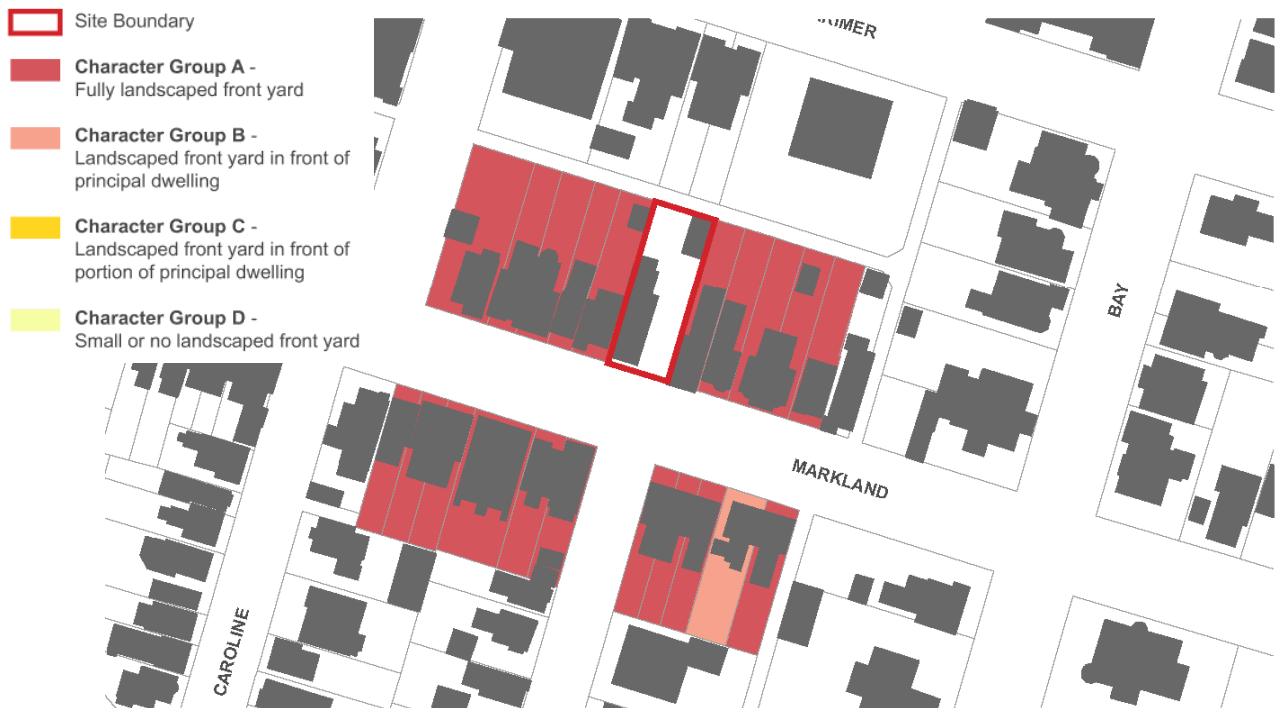 Site Boundary
Character Group A -
Fully landscaped front yard
Character Group B -
Landscaped front yard in front of
principal dwelling
Character Group C -
Landscaped front yard in front of
portion of principal dwelling
Character Group D -
Small or no landscaped front yard
BAY
MARKLAND
CAROLINE